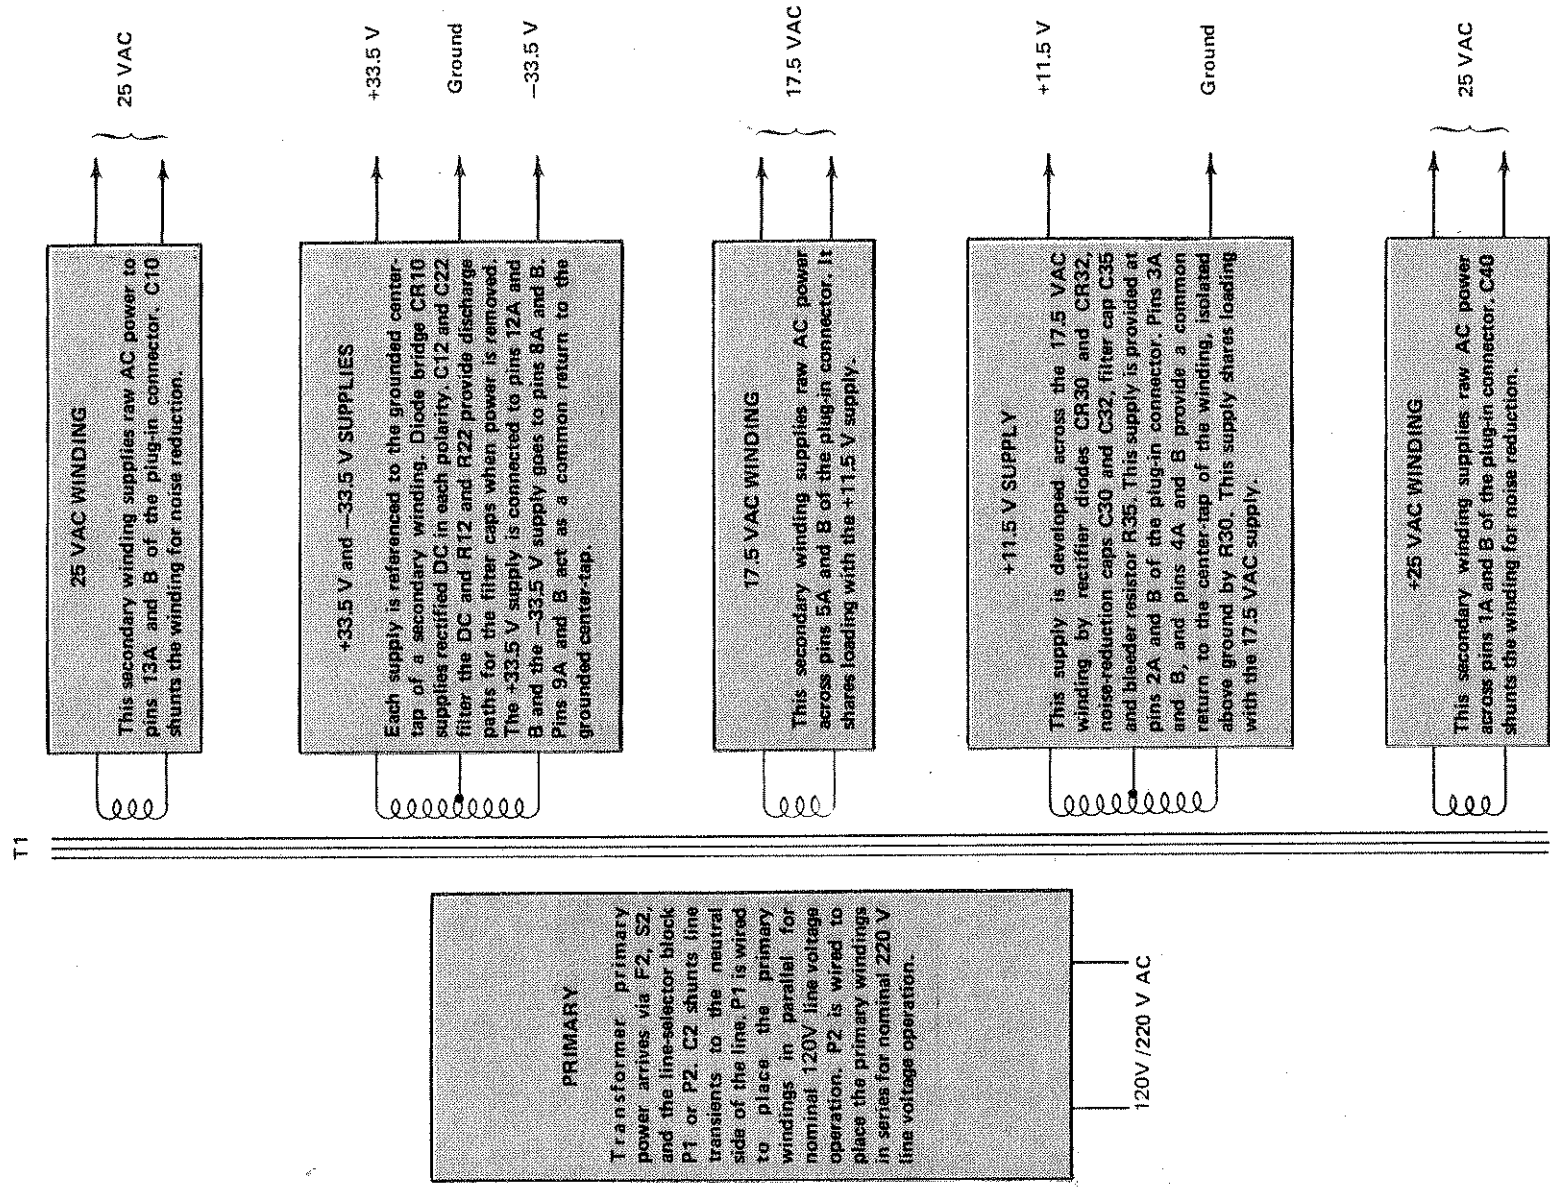 T1
25 VAC WINDING
This secondary winding supplies raw AC power to
pins 13A and B of the plug-in connector. C10
shunts the winding for noise reduction.
25 VAC
+33.5 V and —33.5 V SUPPLIES
Each supply is referenced to the grounded center-
tap of a secondary winding. Diode bridge CR10
supplies rectified DC in each polarity. C12 and C22
filter the DC and R12 and R22 provide discharge
paths for the filter caps when power is removed.
The +33.5 V supply is connected to pins 12A and
B and the —33.5 V supply goes to pins 8A and B.
Pins 9A and B act as a common return to the
grounded center-tap.
+33.5 V
Ground
—33.5 V
17.5 VAC WINDING
This secondary winding supplies raw AC power
across pins 5A and B of the plug-in connector. It
shares loading with the +11.5 V supply.
17.5 VAC
+11.5 V SUPPLY
This supply is developed across the 17.5 VAC
winding by rectifier diodes CR30 and CR32,
noise-reduction caps C30 and C32, filter cap C35
and bleeder resistor R35. This supply is provided at
pins 2A and B of the plug-in connector. Pins 3A
and B, and pins 4A and B provide a common
return to the center-tap of the winding, isolated
above ground by R30. This supply shares loading
with the 17.5 VAC supply.
+11.5 V
Ground
+25 VAC WINDING
This secondary winding supplies raw AC power
across pins 1A and B of the plug-in connector. C40
shunts the winding for noise reduction.
25 VAC
PRIMARY
Transformer primary
power arrives via F2, S2,
and the line-selector block
P1 or P2. C2 shunts line
transients to the neutral
side of the line. P1 is wired
to place the primary
windings in parallel for
nominal 120V line voltage
operation. P2 is wired to
place the primary windings
in series for nominal 220 V
line voltage operation.
120V/220 V AC